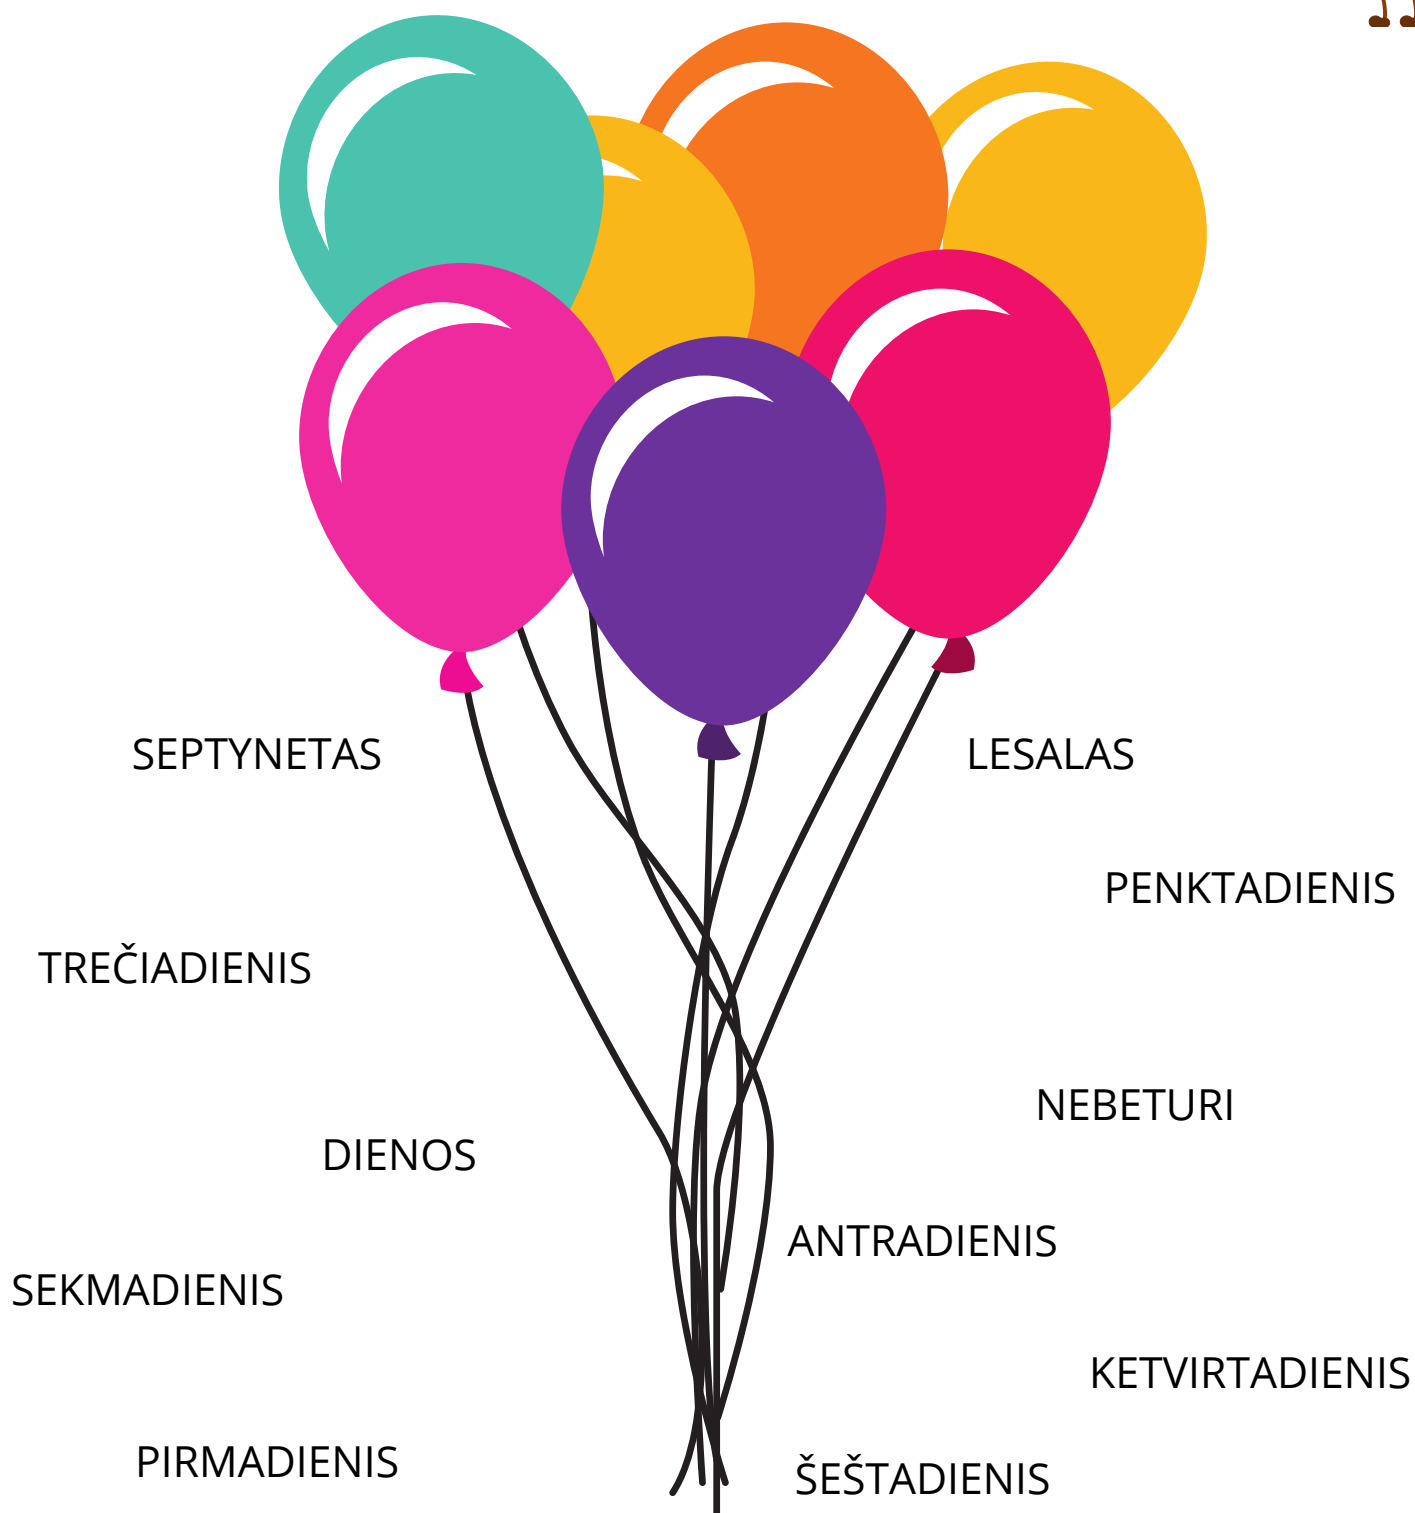 SEPTYNETAS
LESALAS
PENKTADIENIS
TREČIADIENIS
NEBETURI
DIENOS
ANTRADIENIS
SEKMADIENIS
KETVIRTADIENIS
PIRMADIENIS
ŠEŠTADIENIS